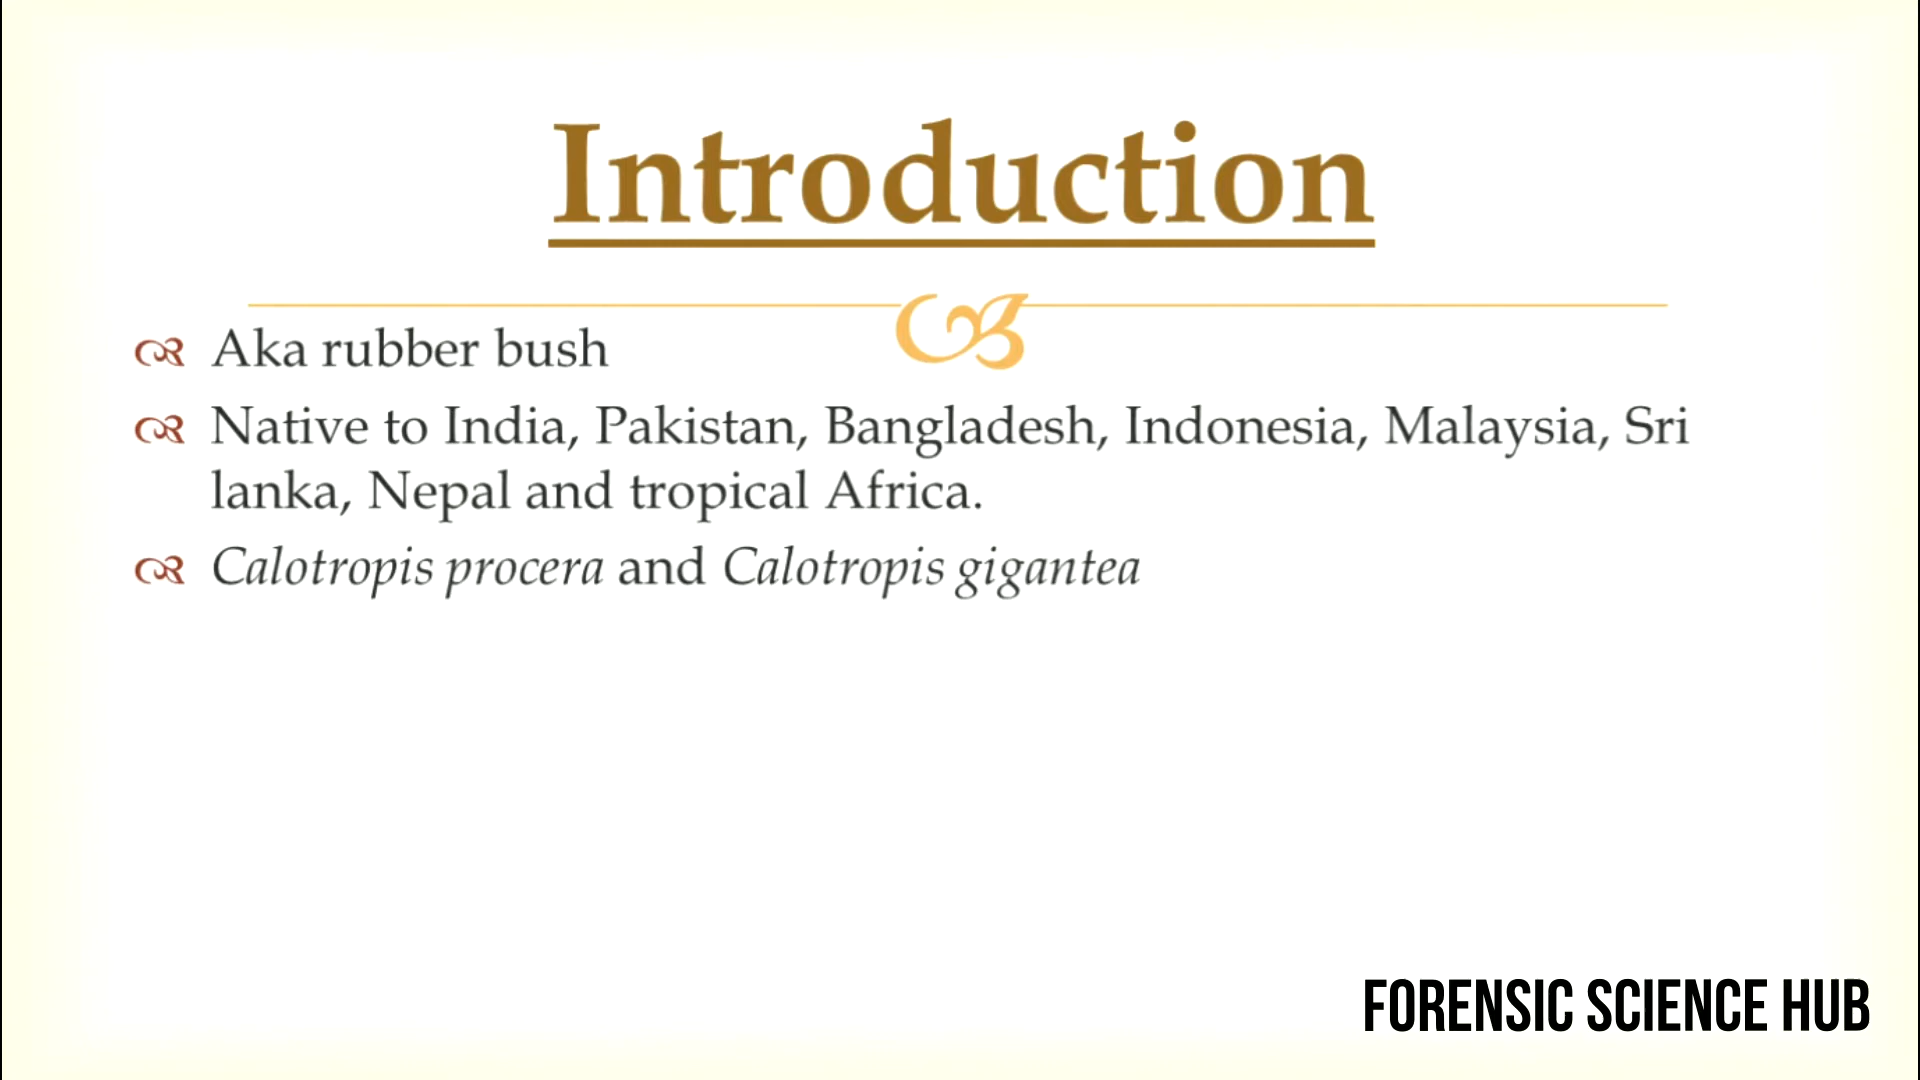 Introduction
Aka rubber bush
Native to India, Pakistan, Bangladesh, Indonesia, Malaysia, Sri
lanka, Nepal and tropical Africa.
Calotropis procera and Calotropis gigantea
FORENSIC SCIENCE HUB